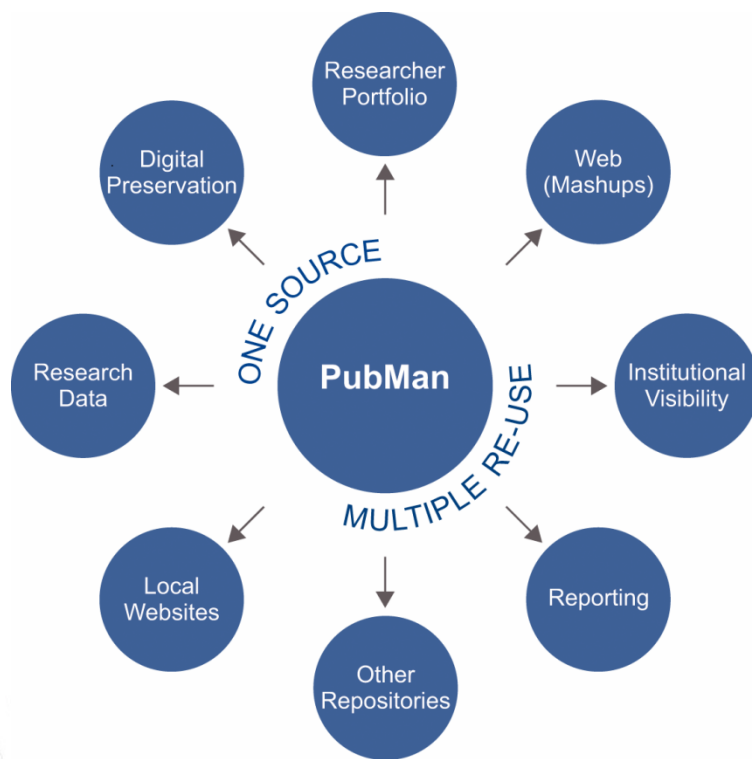 Researcher
Portfolio
Digital
Preservation
Web
(Mashups)
ONE SOURCE
Research
Data
PubMan
Institutional
Visibility
MULTIPLE RE-USE
Local
Websites
Reporting
Other
Repositories